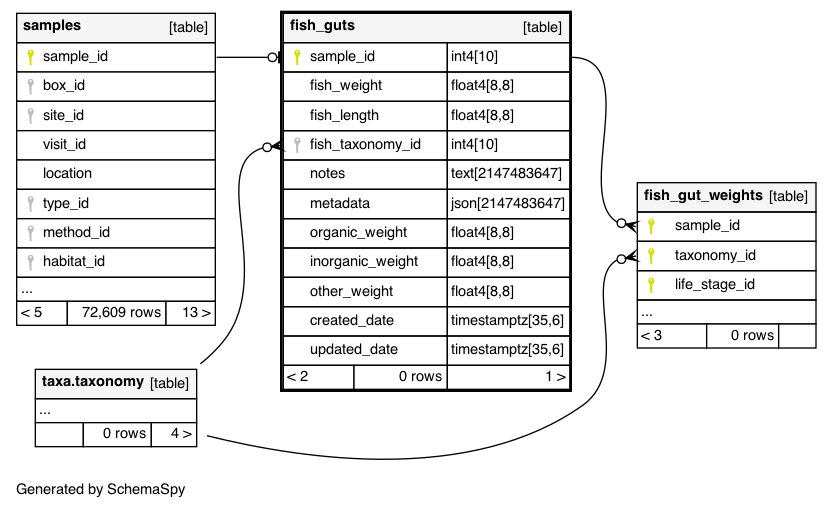 samples [table]
sample_id
box_id
site_id
visit_id
location
type_id
method_id
habitat_id
...
< 5 72,609 rows 13 >
fish_guts [table]
sample_id int4[10]
fish_weight float4[8,8]
fish_length float4[8,8]
fish_taxonomy_id int4[10]
notes text[2147483647]
metadata json[2147483647]
organic_weight float4[8,8]
inorganic_weight float4[8,8]
other_weight float4[8,8]
created_date timestamptz[35,6]
updated_date timestamptz[35,6]
< 2 0 rows 1 >
fish_gut_weights [table]
sample_id
taxonomy_id
life_stage_id
...
< 3 0 rows
taxa.taxonomy [table]
...
0 rows 4 >
Generated by SchemaSpy